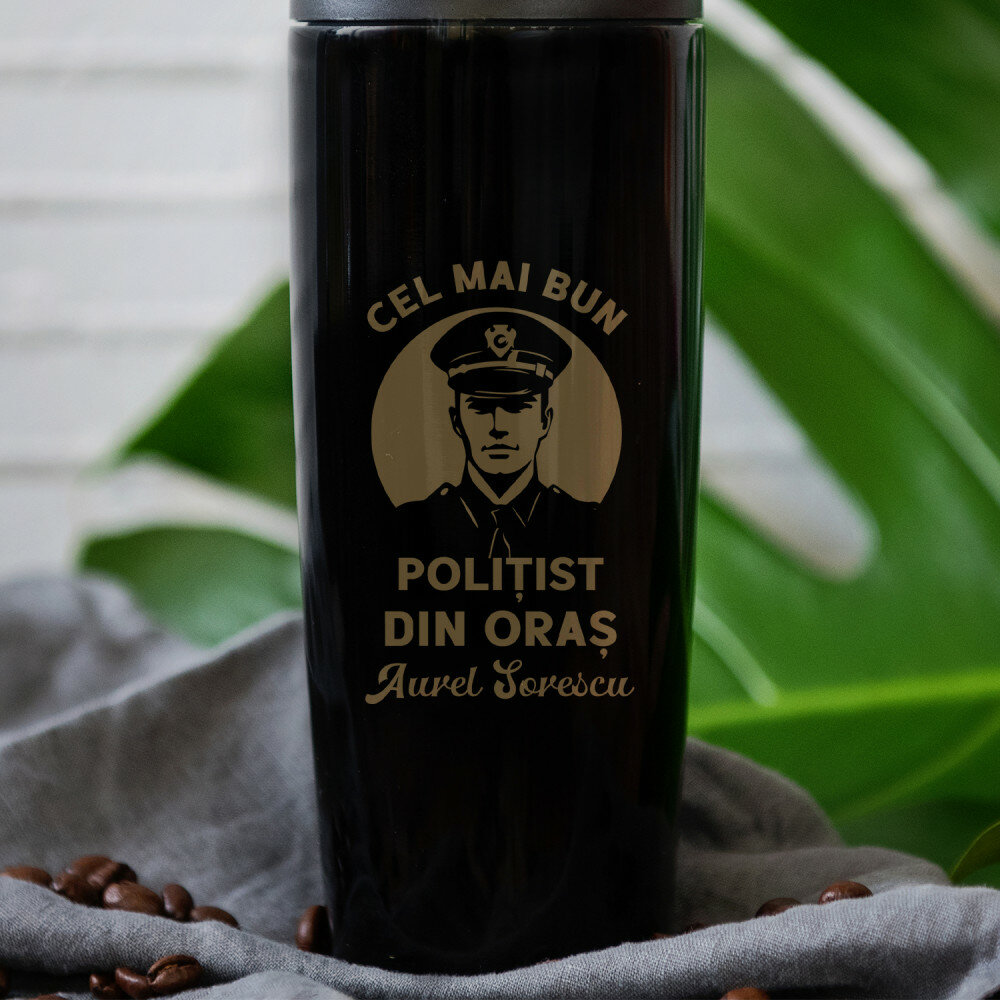 CEL MAI BUN
POLIȚIST
DIN ORAȘ
Aurel Sorescu